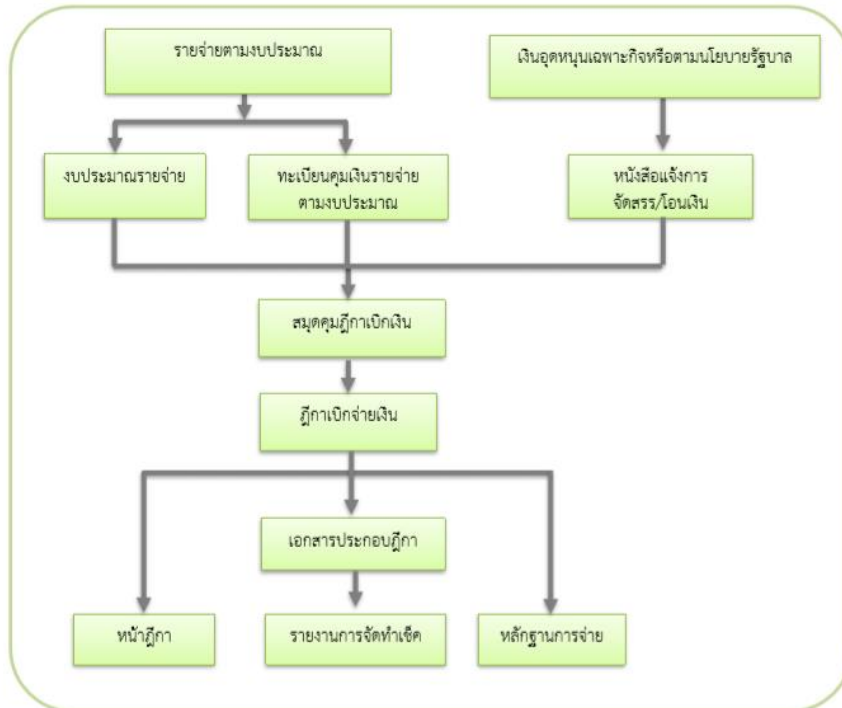 รายจ่ายตามงบประมาณ
เงินอุดหนุนเฉพาะกิจหรือตามนโยบายรัฐบาล
งบประมาณรายจ่าย
ทะเบียนคุมเงินรายจ่าย
ตามงบประมาณ
หนังสือแจ้งการ
จัดสรร/โอนเงิน
สมุดคุมฎีกาเบิกเงิน
ฎีกาเบิกจ่ายเงิน
เอกสารประกอบฎีกา
หน้าฎีกา
รายงานการจัดทำเช็ค
หลักฐานการจ่าย